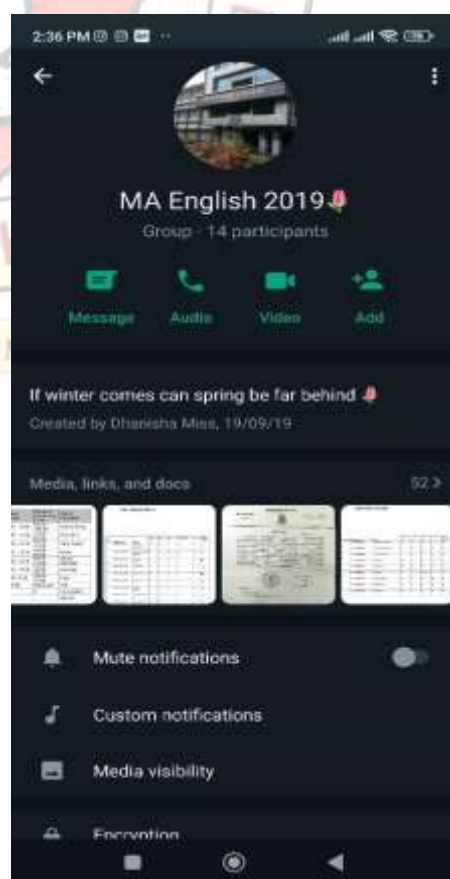 2:36 PM
MA English 2019🌷
Group · 14 participants
Message Audio Video Add
If winter comes can spring be far behind 🌷
Created by Dhanisha Miss, 19/09/19
Media, links, and docs 52 >
Mute notifications
Custom notifications
Media visibility
Encryption